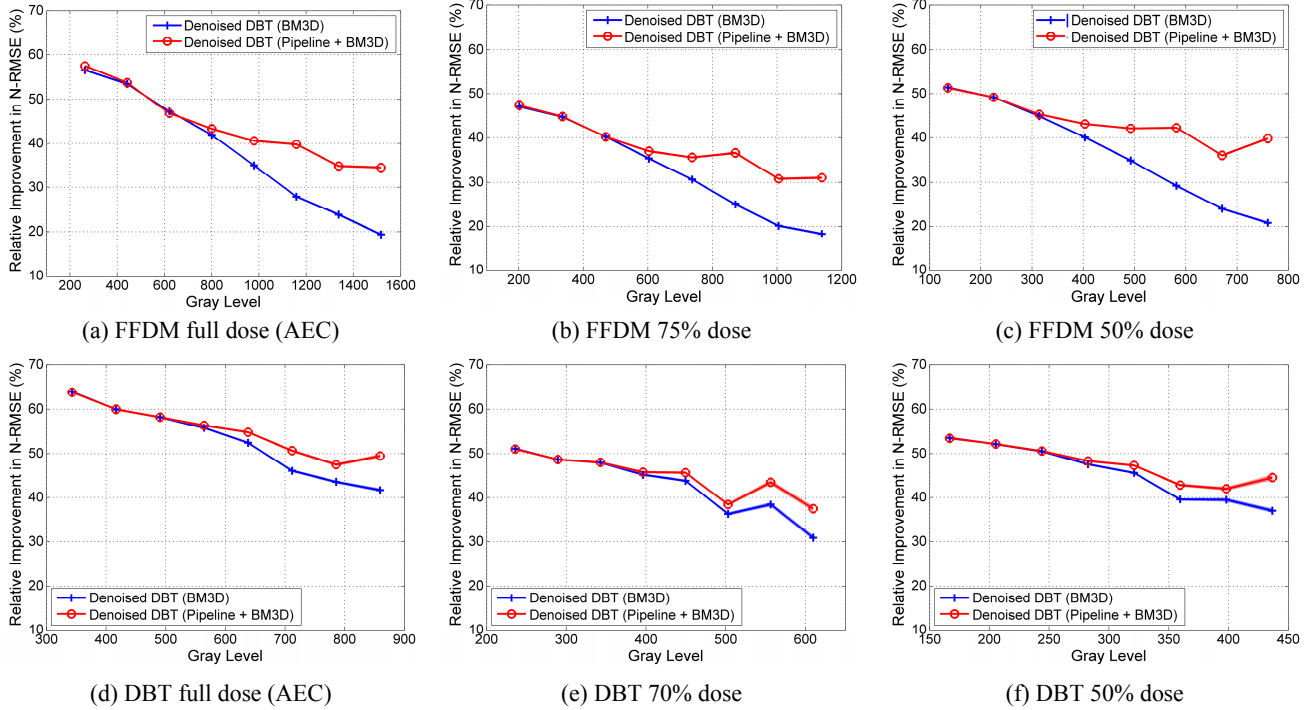 Relative Improvement in N-RMSE (%)
70
60
50
40
30
20
10
Denoised DBT (BM3D)
Denoised DBT (Pipeline + BM3D)
200 400 600 800 1000 1200 1400 1600
Gray Level
(a) FFDM full dose (AEC)
Relative Improvement in N-RMSE (%)
70
60
50
40
30
20
10
Denoised DBT (BM3D)
Denoised DBT (Pipeline + BM3D)
0 200 400 600 800 1000 1200
Gray Level
(b) FFDM 75% dose
Relative Improvement in N-RMSE (%)
70
60
50
40
30
20
10
Denoised DBT (BM3D)
Denoised DBT (Pipeline + BM3D)
100 200 300 400 500 600 700 800
Gray Level
(c) FFDM 50% dose
Relative Improvement in N-RMSE (%)
70
60
50
40
30
20
10
Denoised DBT (BM3D)
Denoised DBT (Pipeline + BM3D)
300 400 500 600 700 800 900
Gray Level
(d) DBT full dose (AEC)
Relative Improvement in N-RMSE (%)
70
60
50
40
30
20
10
Denoised DBT (BM3D)
Denoised DBT (Pipeline + BM3D)
200 300 400 500 600
Gray Level
(e) DBT 70% dose
Relative Improvement in N-RMSE (%)
70
60
50
40
30
20
10
Denoised DBT (BM3D)
Denoised DBT (Pipeline + BM3D)
150 200 250 300 350 400 450
Gray Level
(f) DBT 50% dose